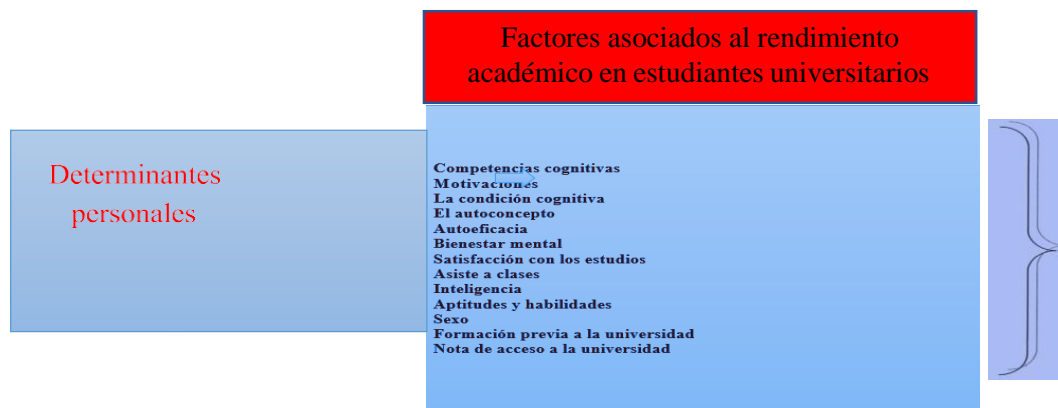 Factores asociados al rendimiento
académico en estudiantes universitarios
Determinantes
personales
Competencias cognitivas
Motivaciones
La condición cognitiva
El autoconcepto
Autoeficacia
Bienestar mental
Satisfacción con los estudios
Asiste a clases
Inteligencia
Aptitudes y habilidades
Sexo
Formación previa a la universidad
Nota de acceso a la universidad